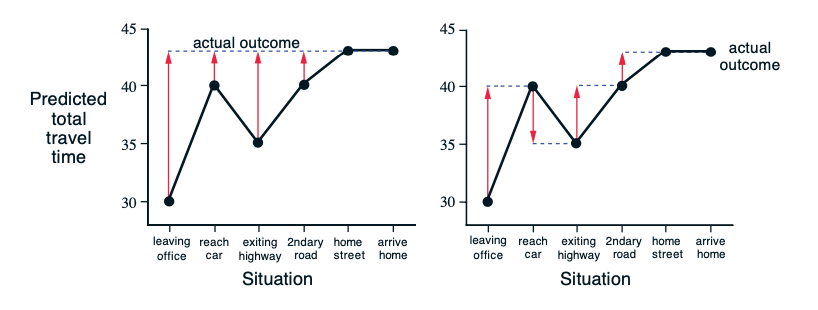 45
40
35
30
Predicted
total
travel
time
actual outcome
leaving
office
reach
car
exiting
highway
2ndary
road
home
street
arrive
home
Situation
45
40
35
30
actual
outcome
leaving
office
reach
car
exiting
highway
2ndary
road
home
street
arrive
home
Situation